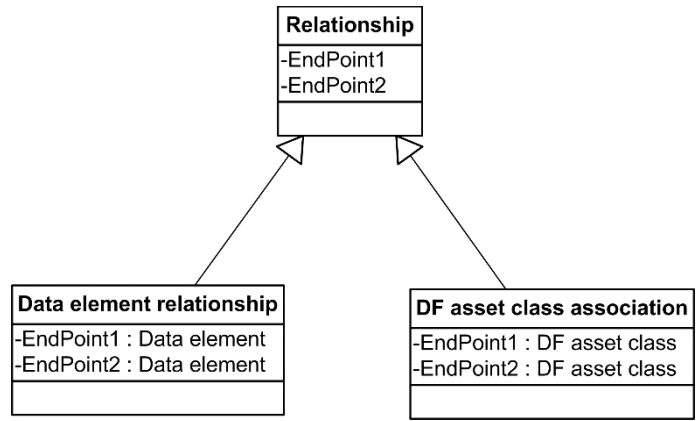 Relationship
-EndPoint1
-EndPoint2
Data element relationship
-EndPoint1 : Data element
-EndPoint2 : Data element
DF asset class association
-EndPoint1 : DF asset class
-EndPoint2 : DF asset class